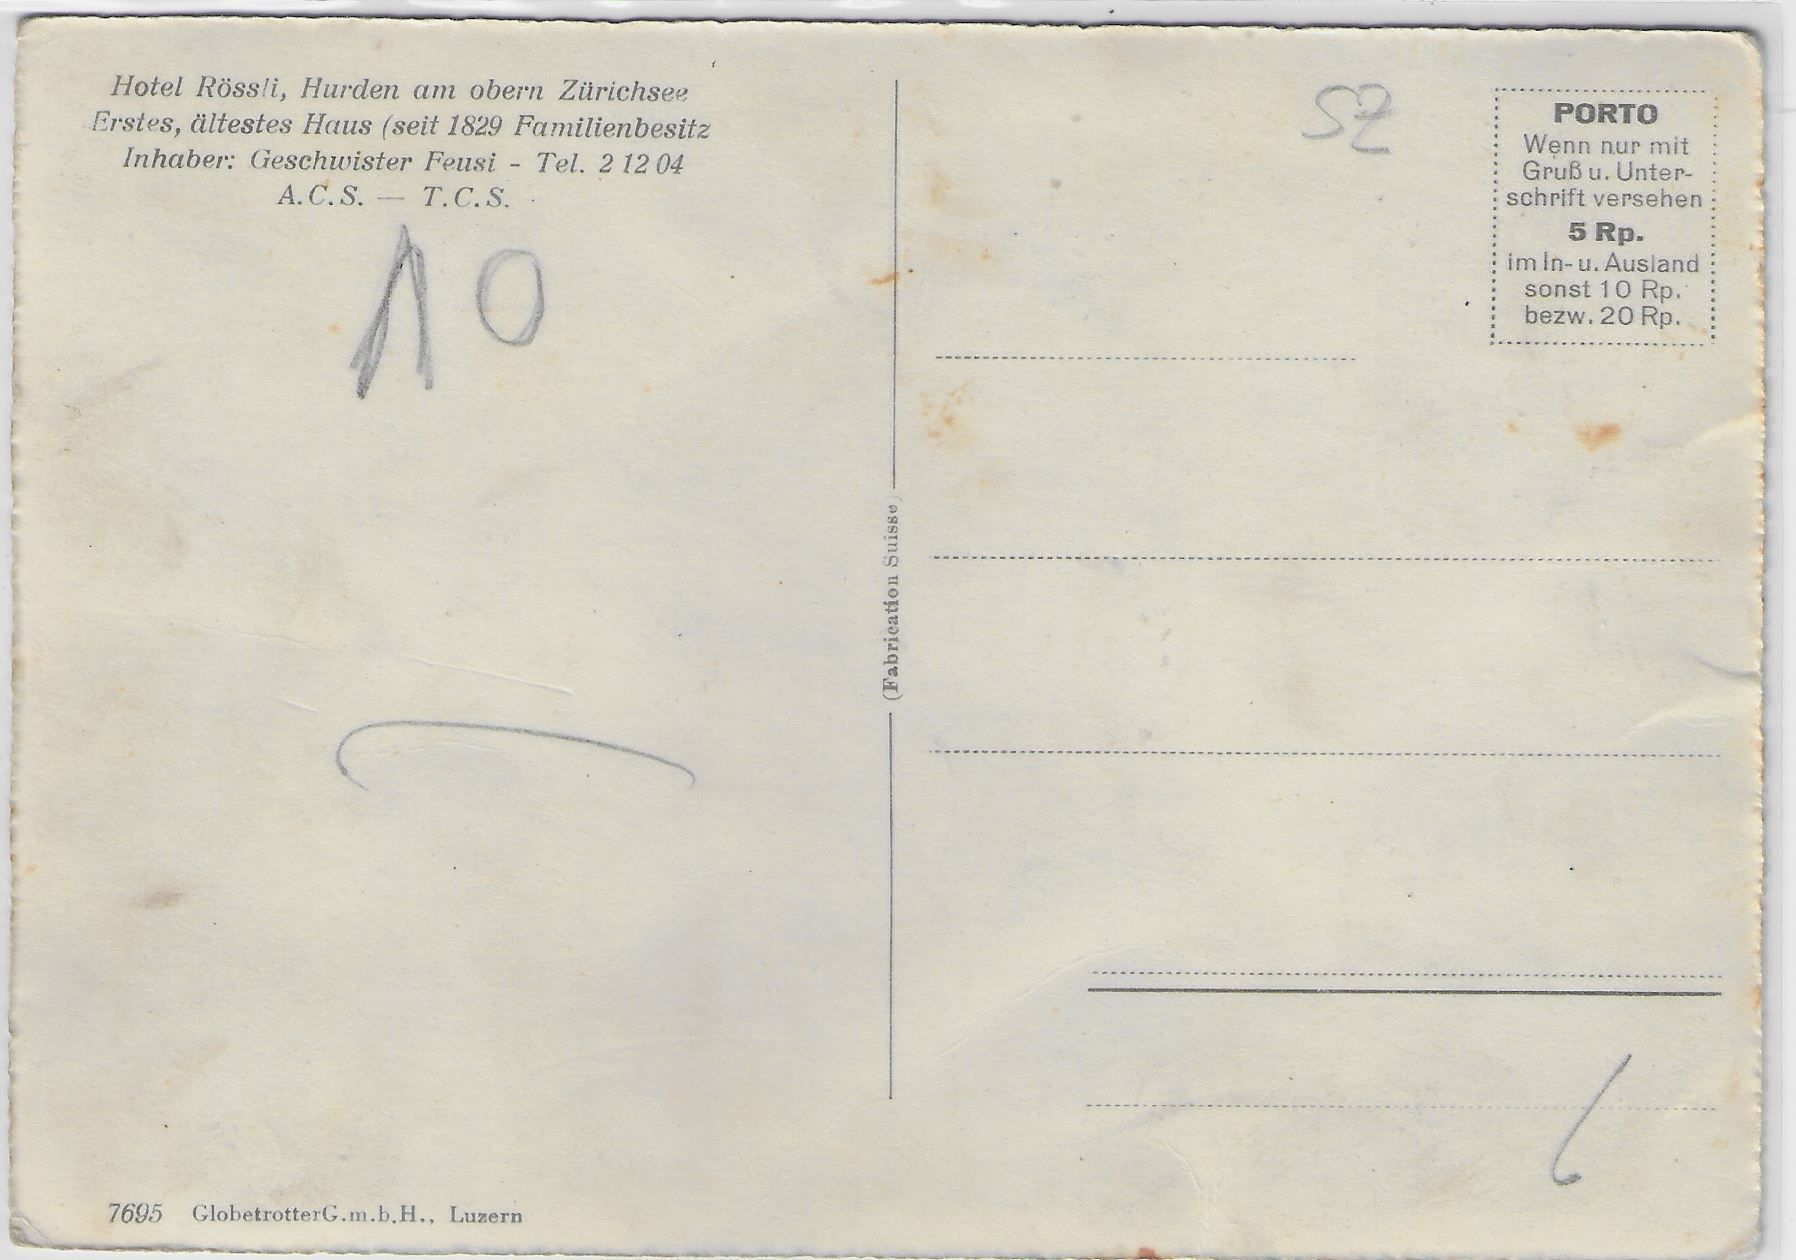 Hotel Rössli, Hurden am obern Zürichsee
Erstes, ältestes Haus (seit 1829 Familienbesitz
Inhaber: Geschwister Feusi - Tel. 2 12 04
A.C.S. — T.C.S.
10
(Fabrication Suisse)
7695 GlobetrotterG.m.b.H., Luzern
SZ
PORTO
Wenn nur mit
Gruß u. Unter-
schrift versehen
5 Rp.
im In- u. Ausland
sonst 10 Rp.
bezw. 20 Rp.